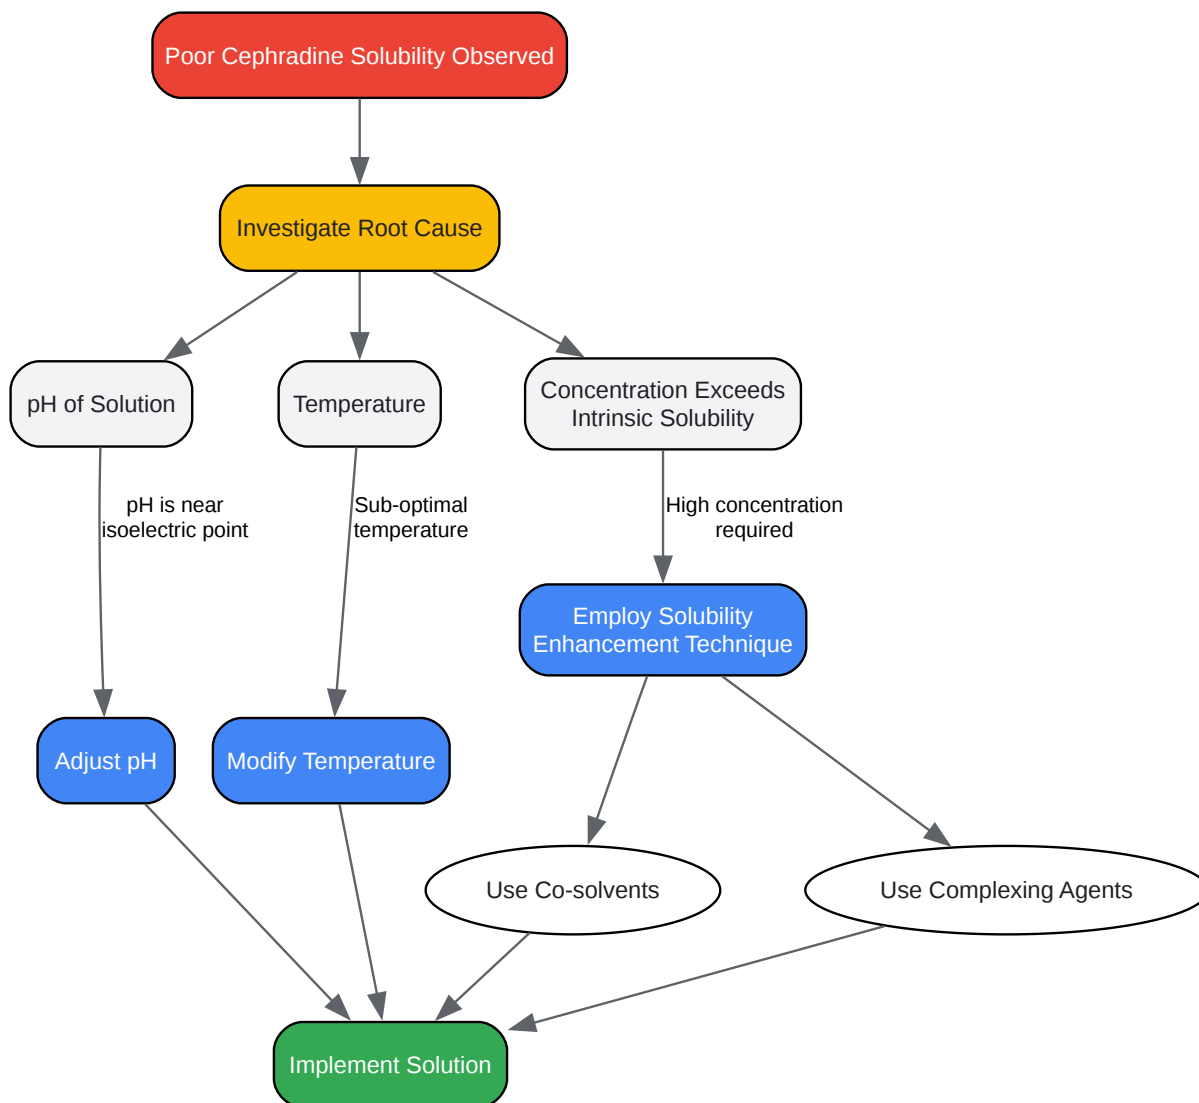 Poor Cephradine Solubility Observed
Investigate Root Cause
pH of Solution
Temperature
Concentration Exceeds
Intrinsic Solubility
pH is near
isoelectric point
Sub-optimal
temperature
High concentration
required
Employ Solubility
Enhancement Technique
Adjust pH
Modify Temperature
Use Co-solvents
Use Complexing Agents
Implement Solution